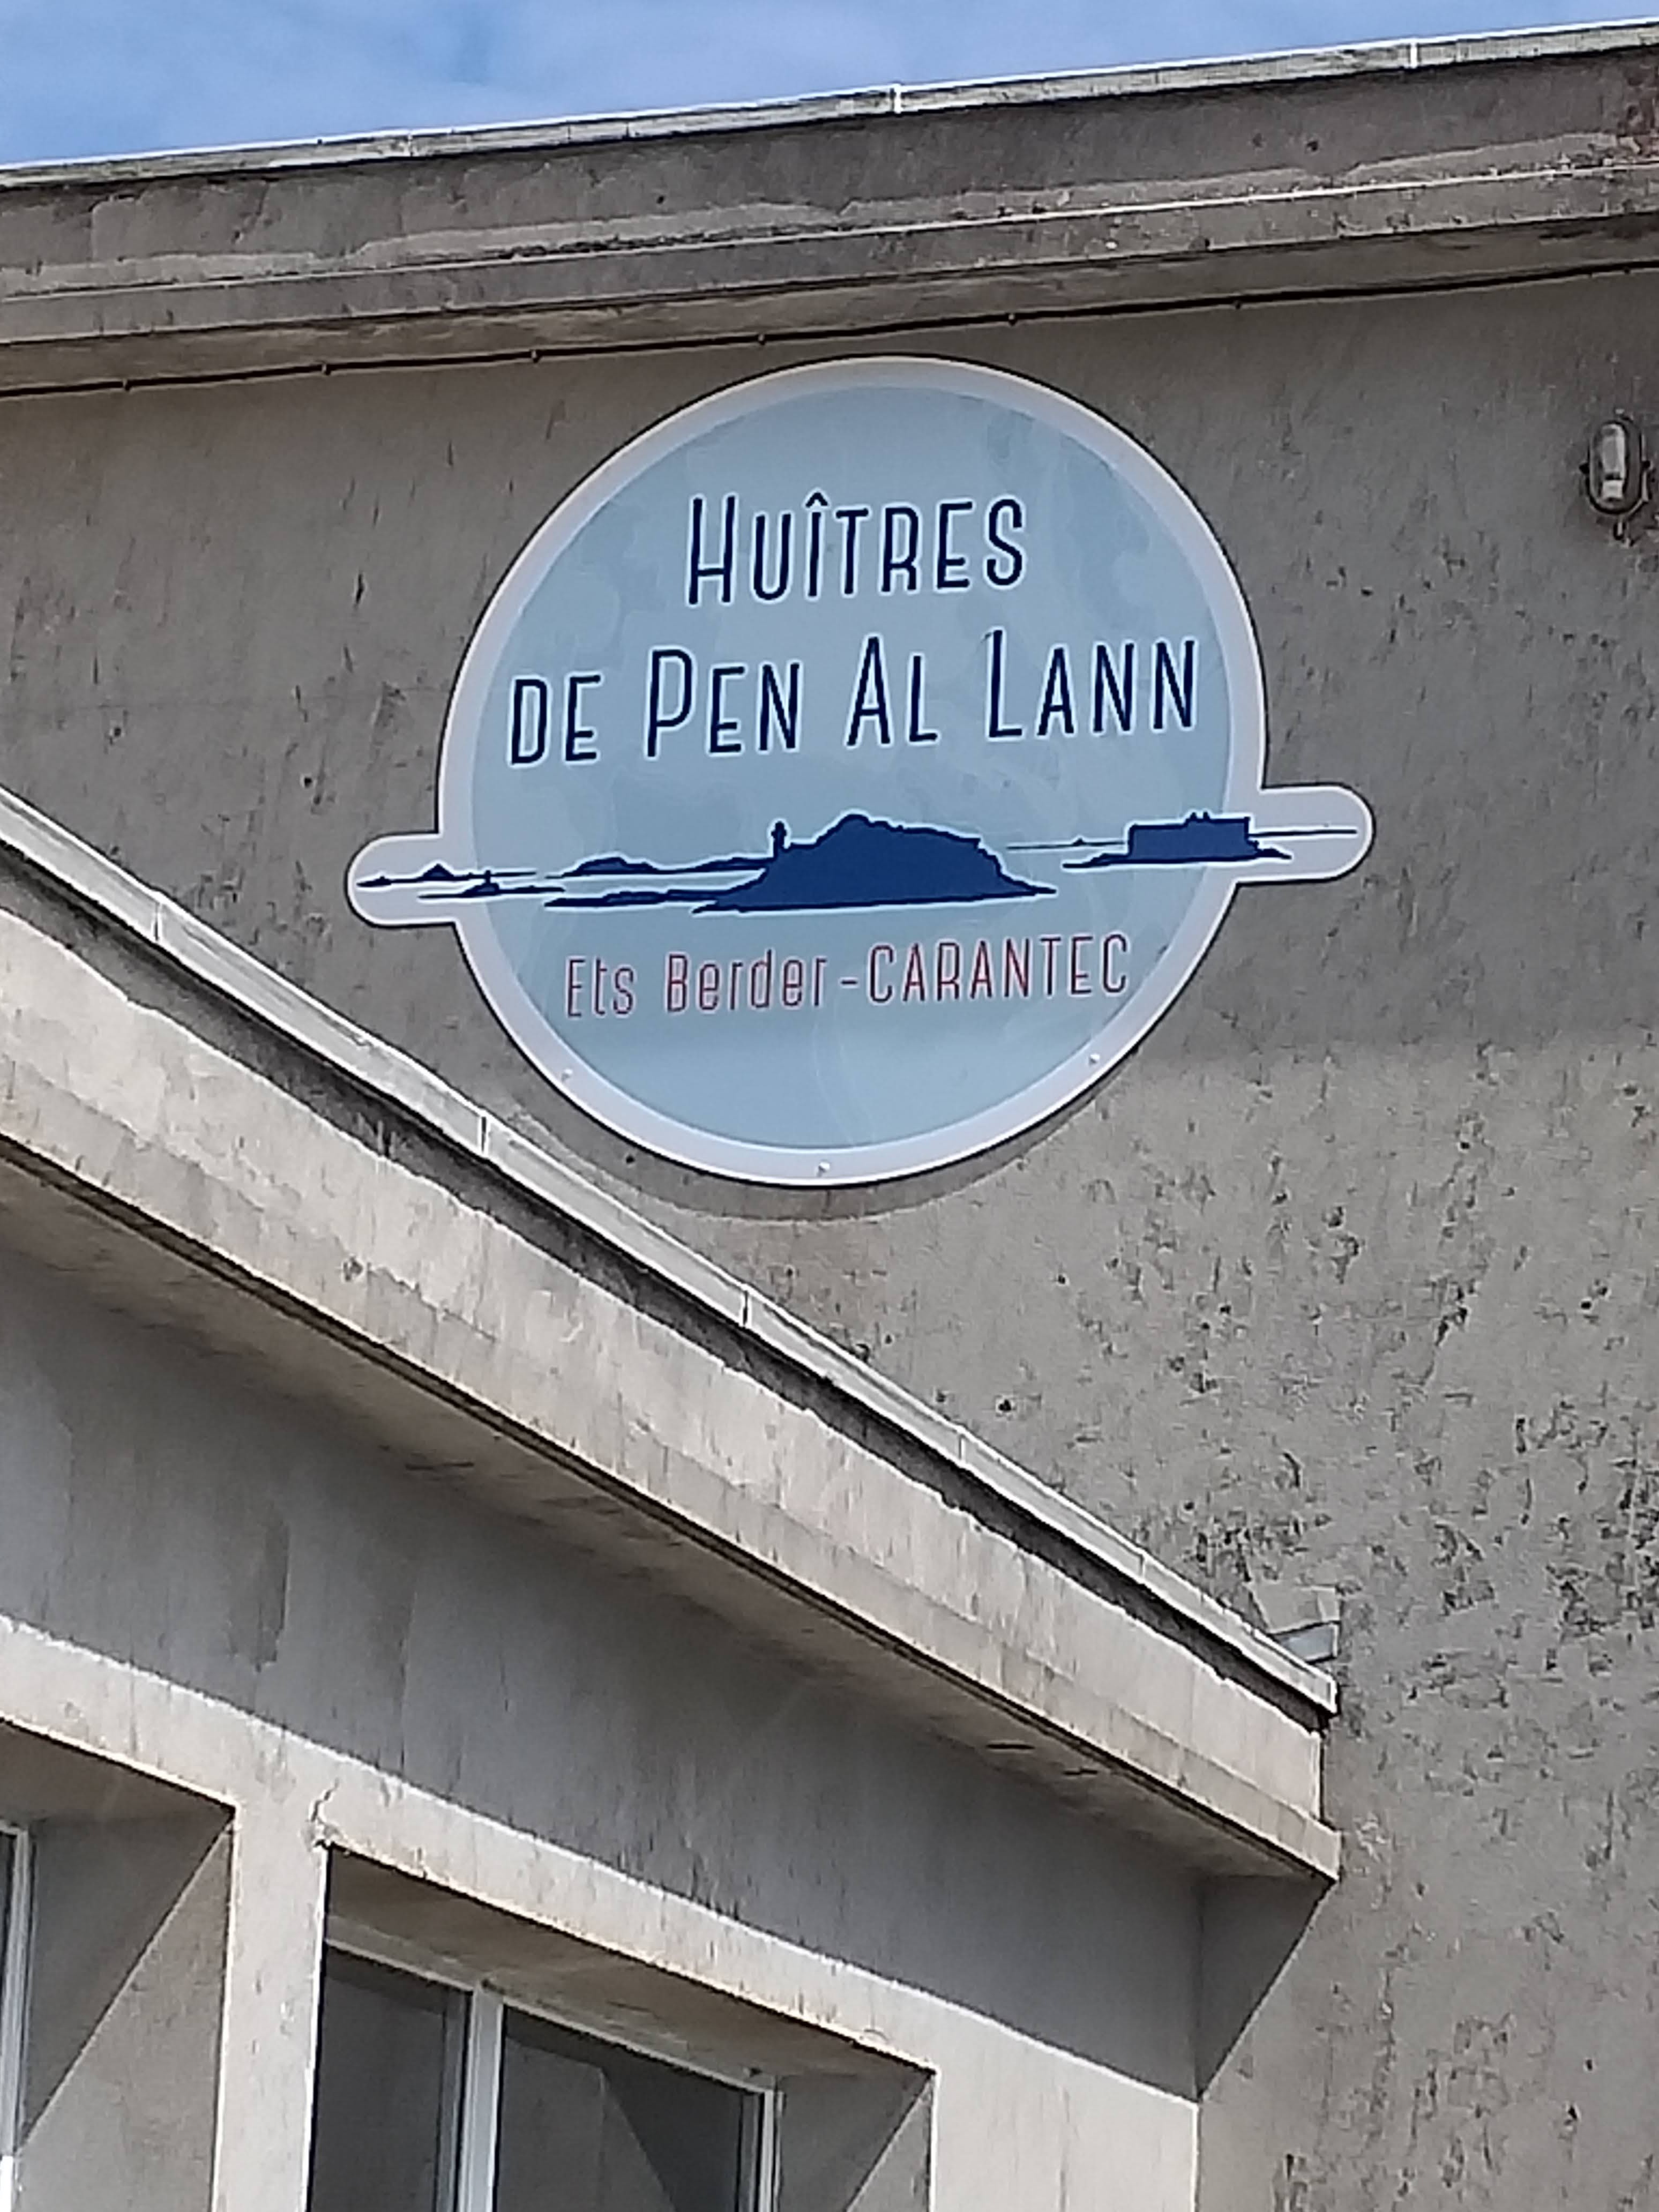 Huîtres
de Pen Al Lann
Ets Berder - CARANTEC